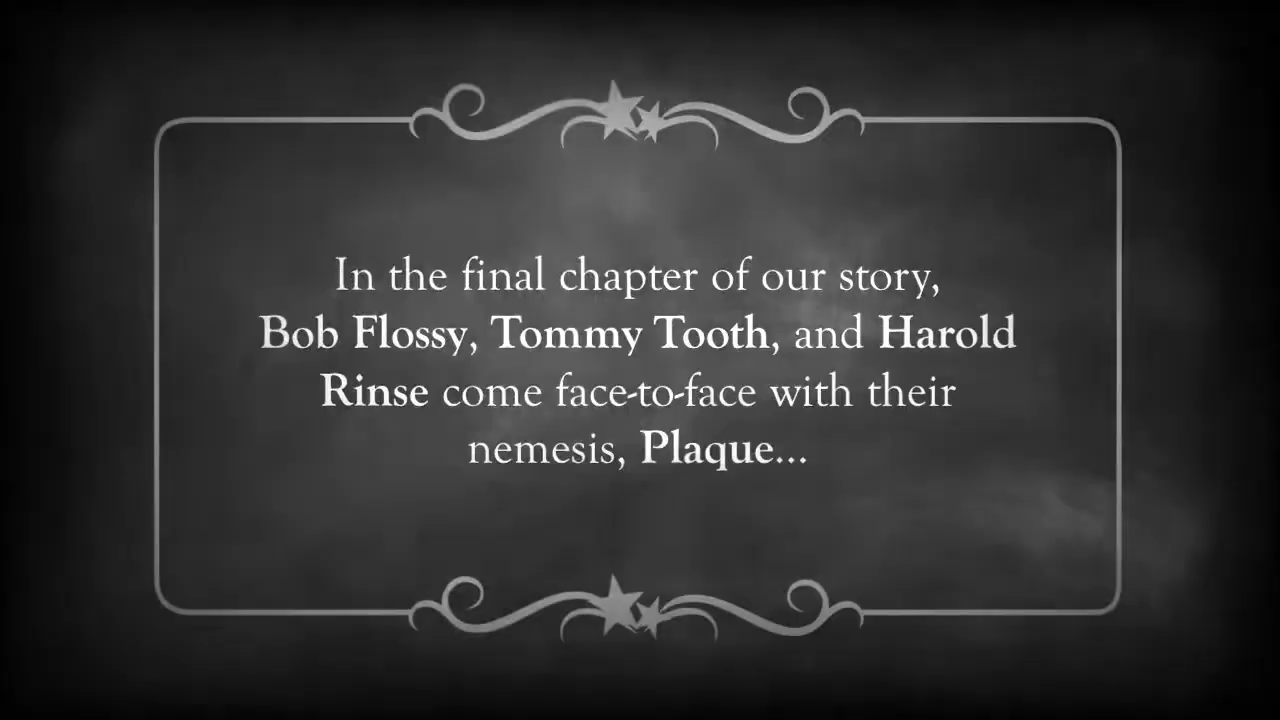 In the final chapter of our story,
Bob Flossy, Tommy Tooth, and Harold
Rinse come face-to-face with their
nemesis, Plaque...